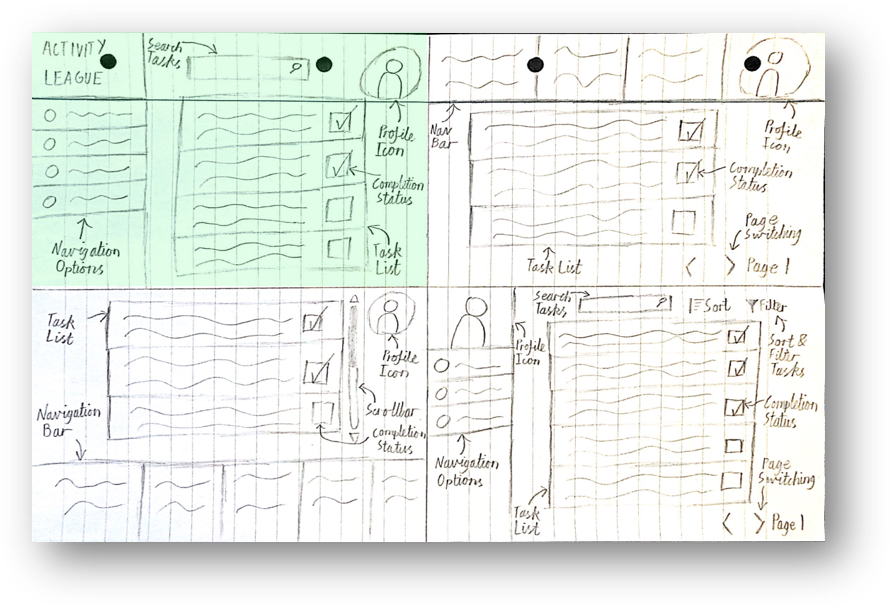 ACTIVITY
LEAGUE
Search
Tasks
Profile
Icon
Completion
Status
Task
List
Navigation
Options
Nav
Bar
Profile
Icon
Completion
Status
Page
Switching
Task List
< > Page 1
Task
List
Profile
Icon
Navigation
Bar
Scrollbar
Completion
Status
Search
Tasks
Sort
Filter
Profile
Icon
Sort &
Filter
Tasks
Completion
Status
Navigation
Options
Page
Switching
Task
List
< > Page 1